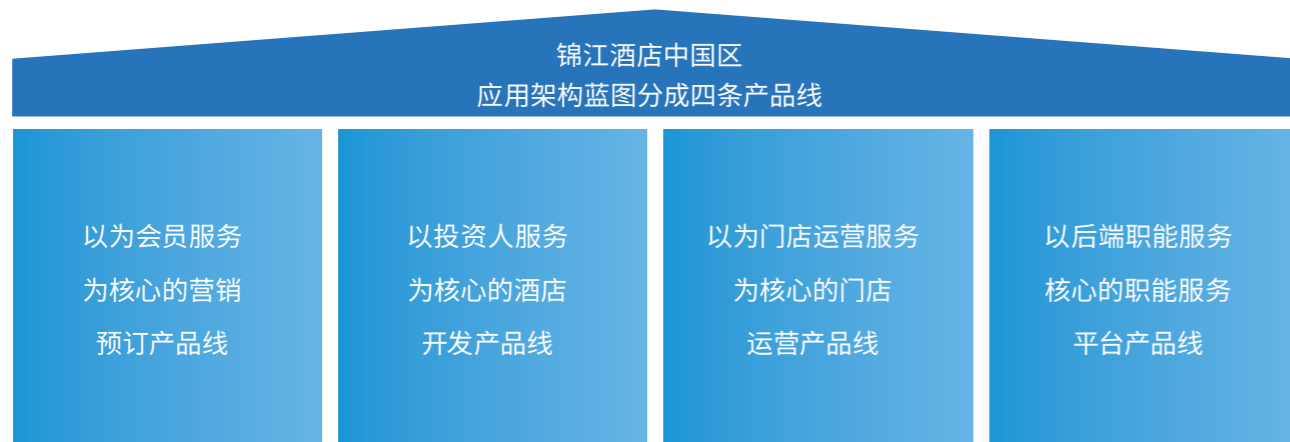 锦江酒店中国区
应用架构蓝图分成四条产品线
以为会员服务
为核心的营销
预订产品线
以投资人服务
为核心的酒店
开发产品线
以为门店运营服务
为核心的门店
运营产品线
以后端职能服务
核心的职能服务
平台产品线